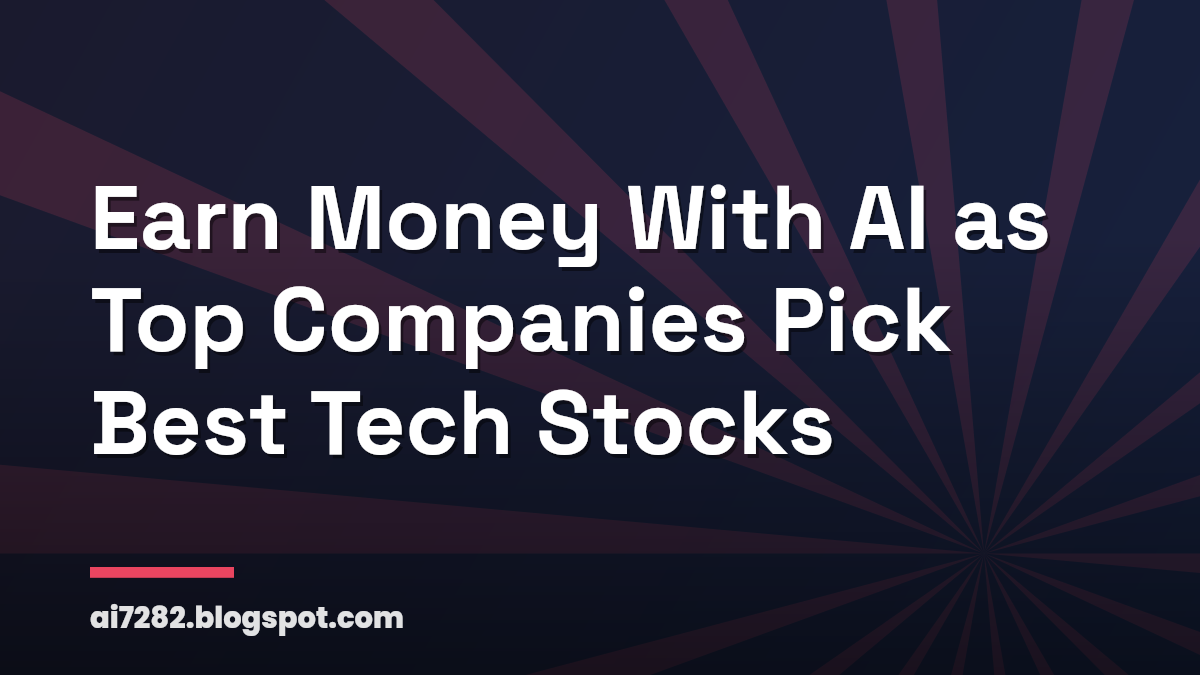 Earn Money With AI as
Top Companies Pick
Best Tech Stocks
ai7282.blogspot.com